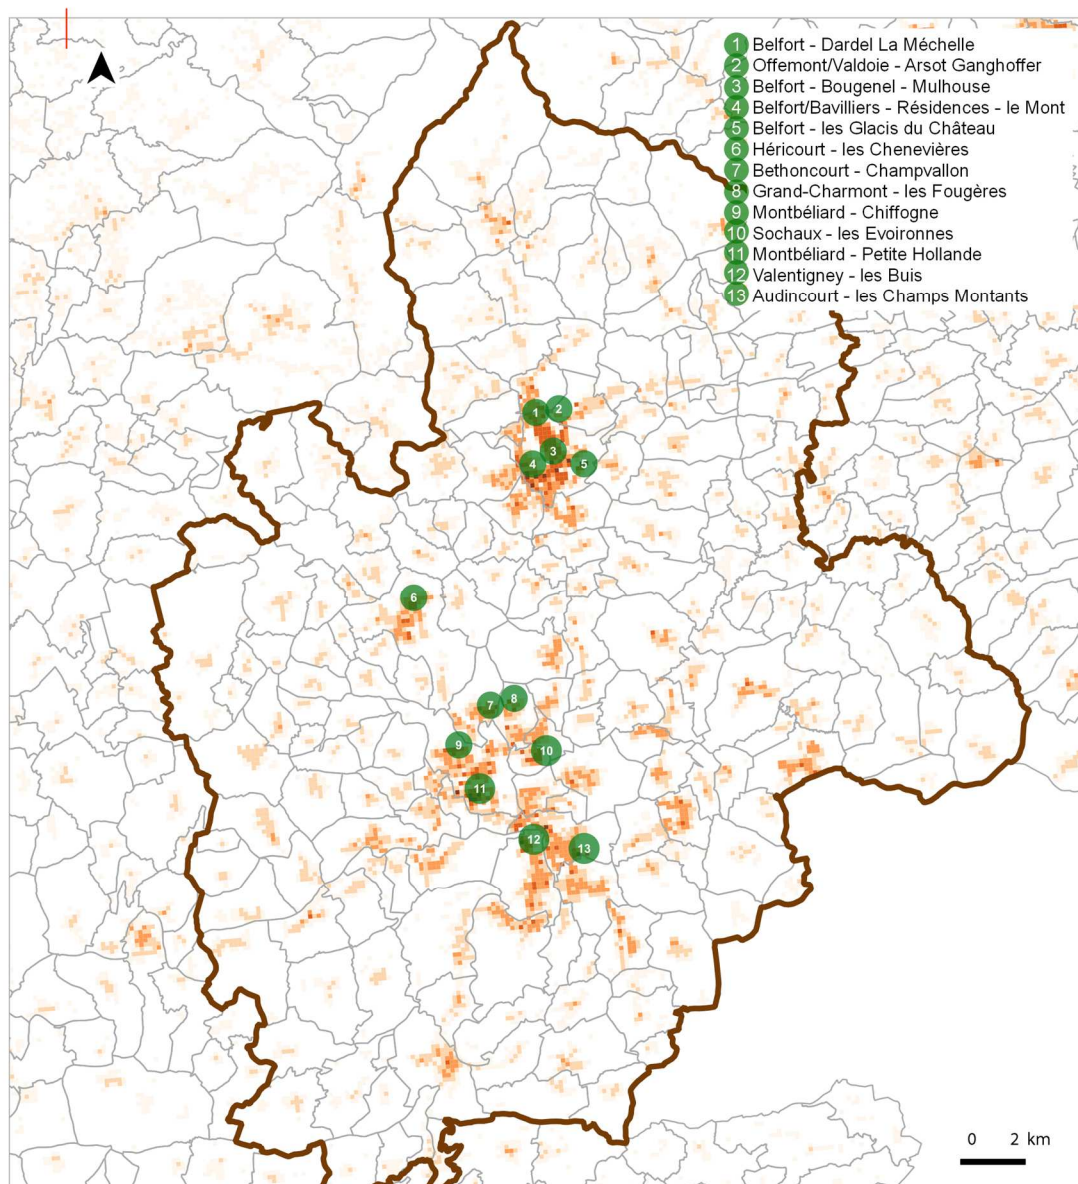 1 Belfort - Dardel La Méchelle
2 Offemont/Valdoie - Arsot Ganghoffer
3 Belfort - Bougenel - Mulhouse
4 Belfort/Bavilliers - Résidences - le Mont
5 Belfort - les Glacis du Château
6 Héricourt - les Chenevières
7 Bethoncourt - Champvallon
8 Grand-Charmont - les Fougères
9 Montbéliard - Chiffogne
10 Sochaux - les Evoironnes
11 Montbéliard - Petite Hollande
12 Valentigney - les Buis
13 Audincourt - les Champs Montants
1 2
3
4 5
6
7 8
9 10
11
12 13
0 2 km